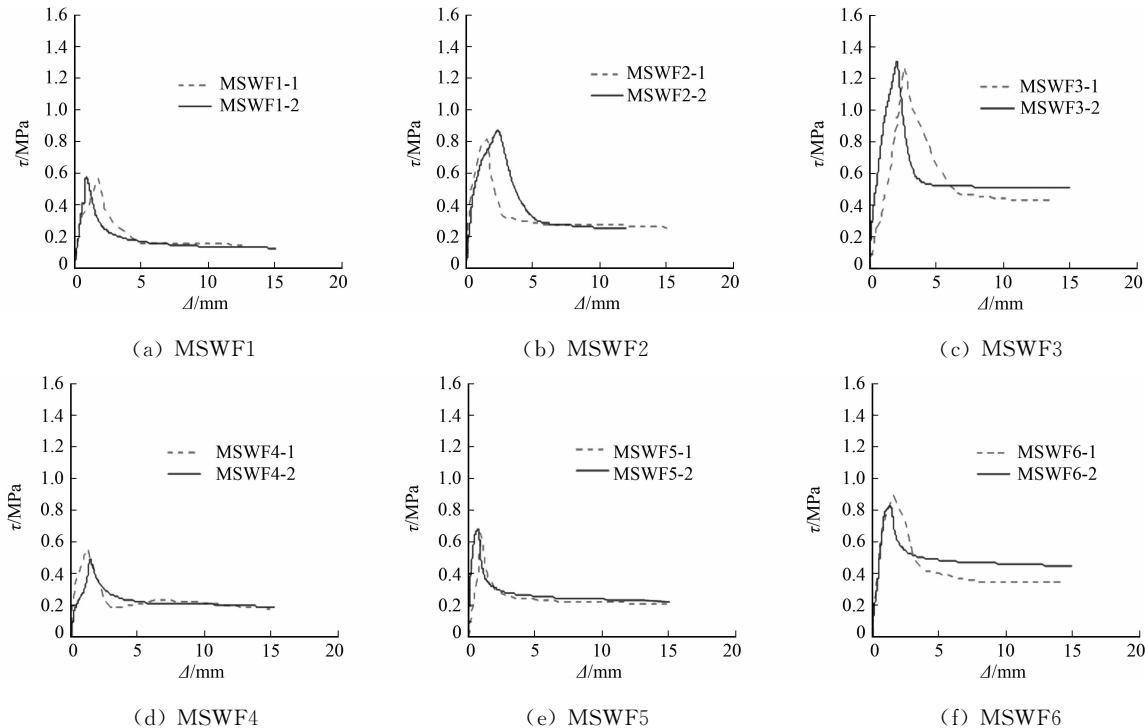 1.6
1.4
1.2
1.0
0.8
0.6
0.4
0.2
0
τ/MPa
MSWF1-1
MSWF1-2
0 5 10 15 20
Δ/mm
(a) MSWF1
1.6
1.4
1.2
1.0
0.8
0.6
0.4
0.2
0
τ/MPa
MSWF2-1
MSWF2-2
0 5 10 15 20
Δ/mm
(b) MSWF2
1.6
1.4
1.2
1.0
0.8
0.6
0.4
0.2
0
τ/MPa
MSWF3-1
MSWF3-2
0 5 10 15 20
Δ/mm
(c) MSWF3
1.6
1.4
1.2
1.0
0.8
0.6
0.4
0.2
0
τ/MPa
MSWF4-1
MSWF4-2
0 5 10 15 20
Δ/mm
(d) MSWF4
1.6
1.4
1.2
1.0
0.8
0.6
0.4
0.2
0
τ/MPa
MSWF5-1
MSWF5-2
0 5 10 15 20
Δ/mm
(e) MSWF5
1.6
1.4
1.2
1.0
0.8
0.6
0.4
0.2
0
τ/MPa
MSWF6-1
MSWF6-2
0 5 10 15 20
Δ/mm
(f) MSWF6